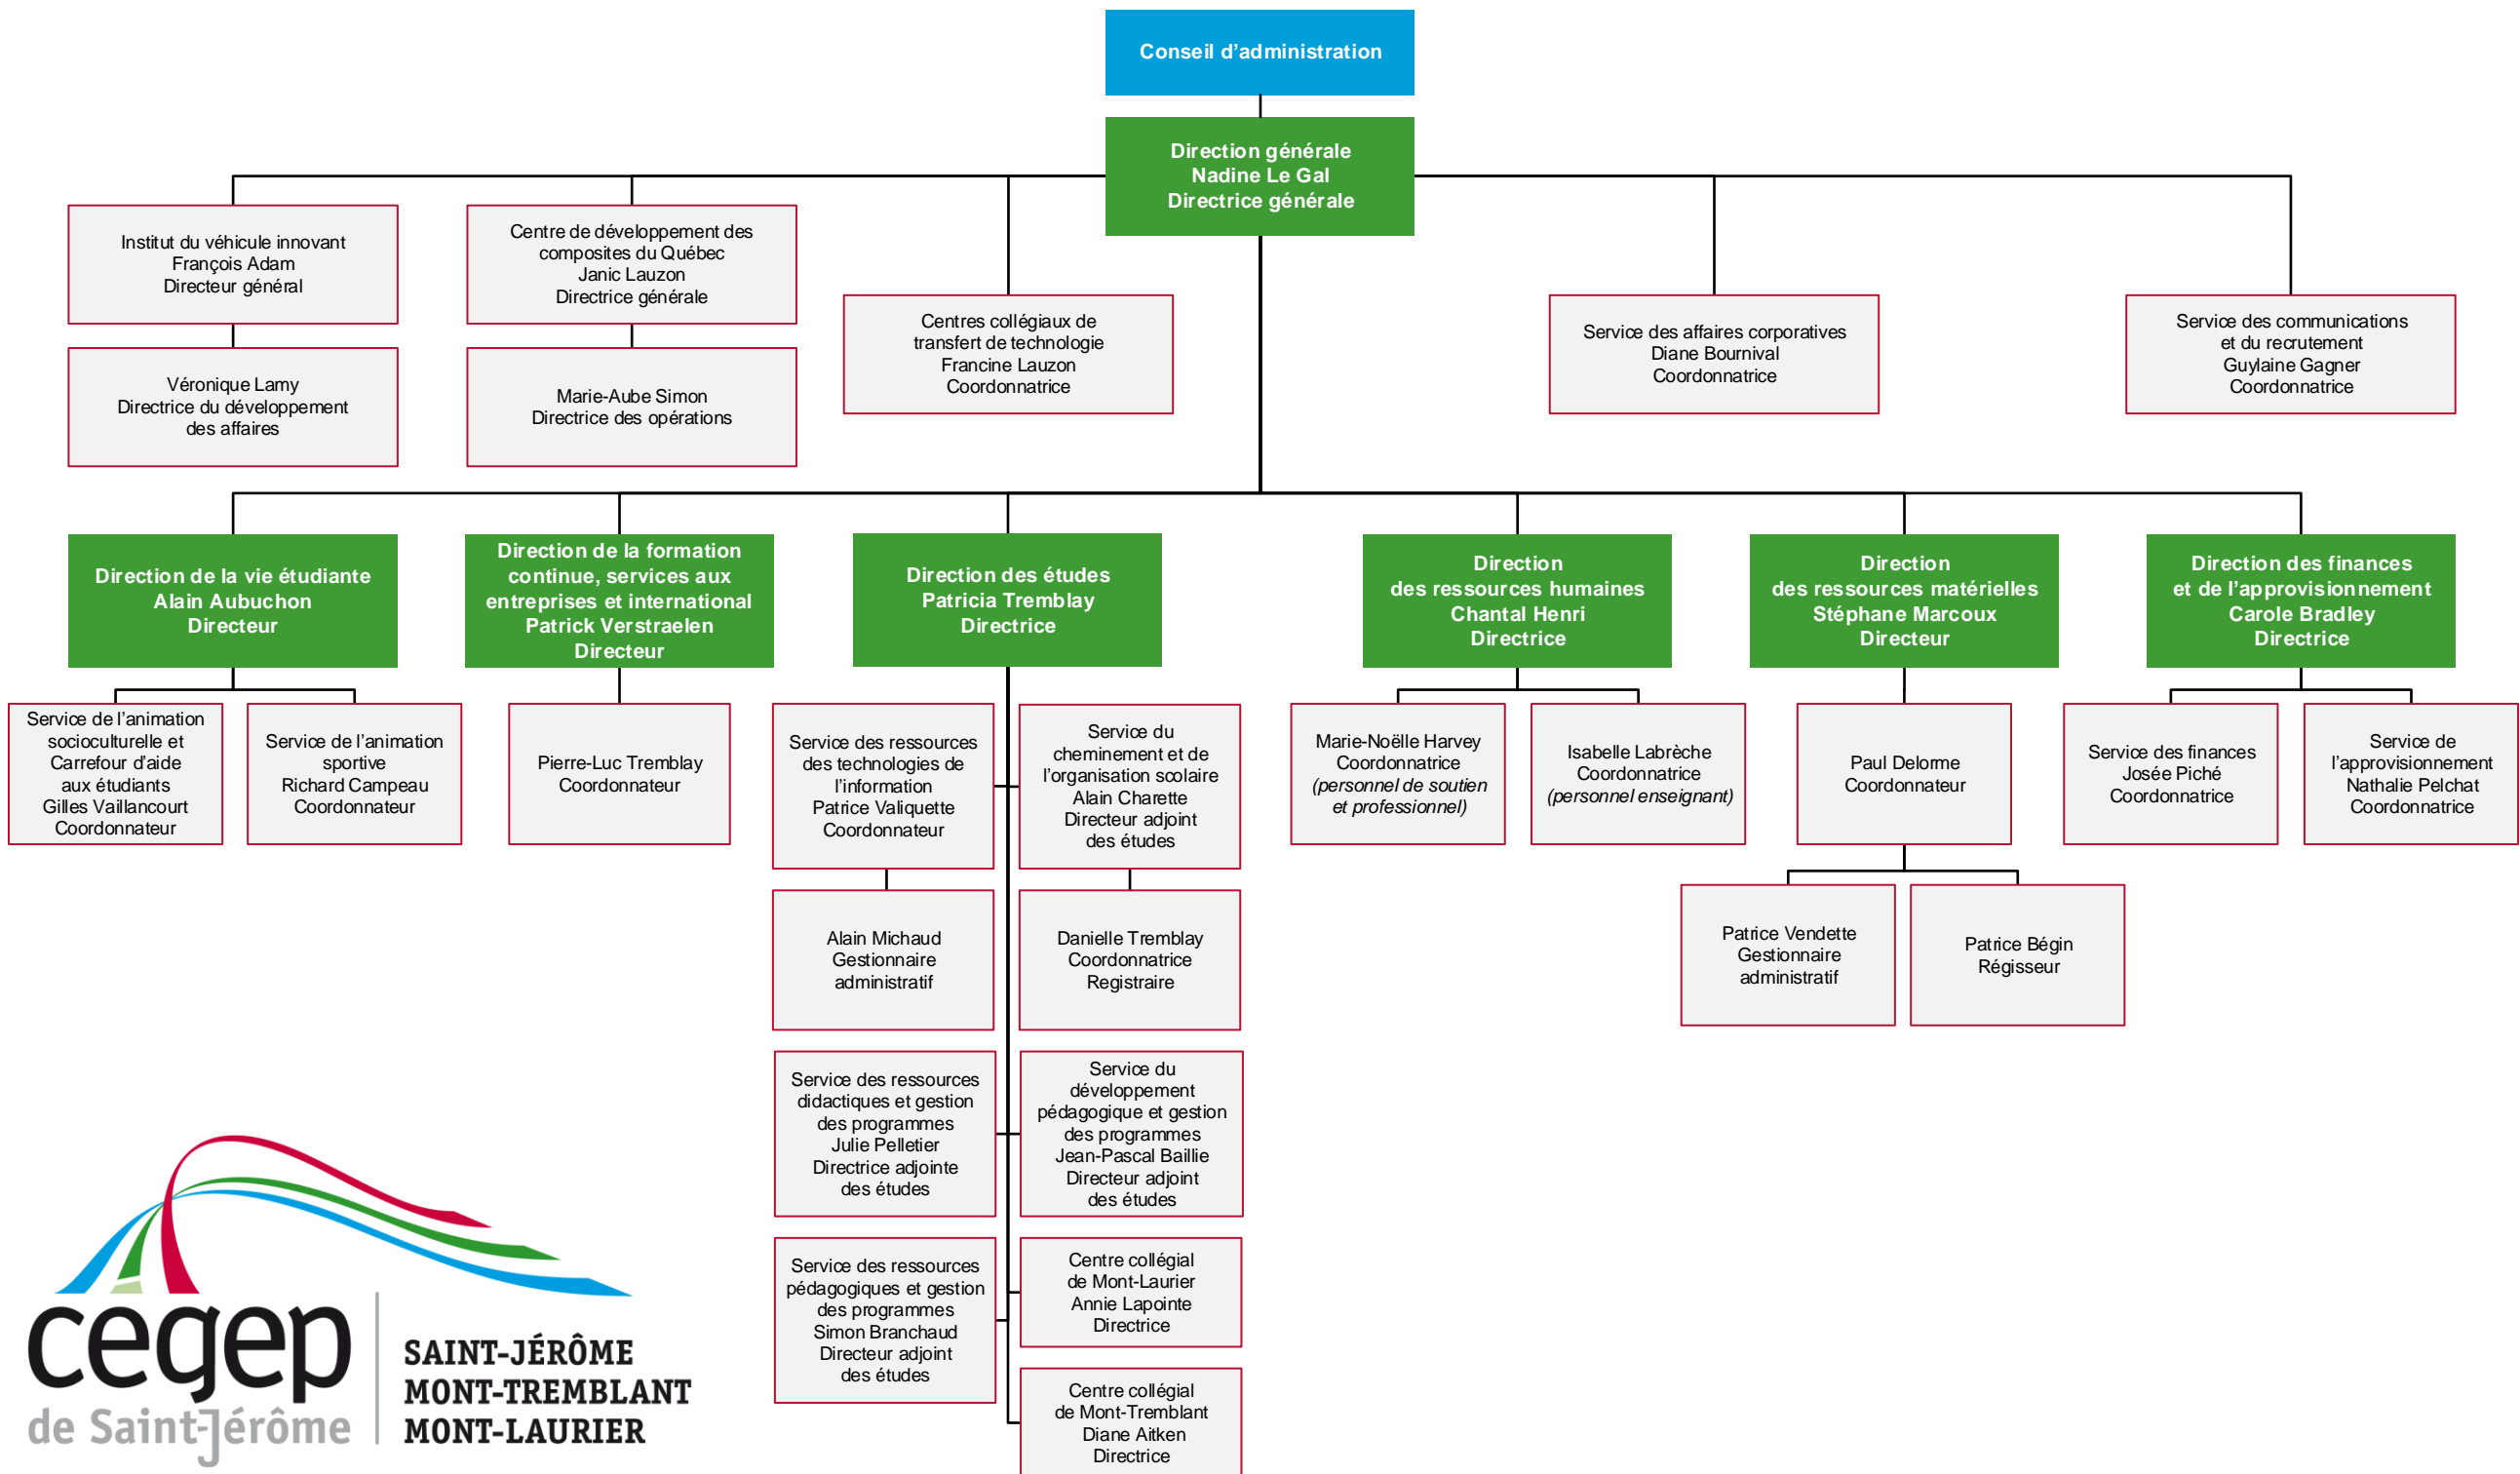 Conseil d'administration
Direction générale
Nadine Le Gal
Directrice générale
Institut du véhicule innovant
François Adam
Directeur général
Centre de développement des
composites du Québec
Janic Lauzon
Directrice générale
Centres collégiaux de
transfert de technologie
Francine Lauzon
Coordonnatrice
Service des affaires corporatives
Diane Bournival
Coordonnatrice
Service des communications
et du recrutement
Guylaine Gagner
Coordonnatrice
Véronique Lamy
Directrice du développement
des affaires
Marie-Aube Simon
Directrice des opérations
Direction de la vie étudiante
Alain Aubuchon
Directeur
Direction de la formation
continue, services aux
entreprises et international
Patrick Verstraelen
Directeur
Direction des études
Patricia Tremblay
Directrice
Direction
des ressources humaines
Chantal Henri
Directrice
Direction
des ressources matérielles
Stéphane Marcoux
Directeur
Direction des finances
et de l'approvisionnement
Carole Bradley
Directrice
Service de l'animation
socioculturelle et
Carrefour d'aide
aux étudiants
Gilles Vaillancourt
Coordonnateur
Service de l'animation
sportive
Richard Campeau
Coordonnateur
Pierre-Luc Tremblay
Coordonnateur
Service des ressources
des technologies de
l'information
Patrice Valiquette
Coordonnateur
Service du
cheminement et de
l'organisation scolaire
Alain Charette
Directeur adjoint
des études
Marie-Noëlle Harvey
Coordonnatrice
(personnel de soutien
et professionnel)
Isabelle Labrèche
Coordonnatrice
(personnel enseignant)
Paul Delorme
Coordonnateur
Service des finances
Josée Piché
Coordonnatrice
Service de
l'approvisionnement
Nathalie Pelchat
Coordonnatrice
Alain Michaud
Gestionnaire
administratif
Danielle Tremblay
Coordonnatrice
Registraire
Patrice Vendette
Gestionnaire
administratif
Patrice Bégin
Régisseur
Service des ressources
didactiques et gestion
des programmes
Julie Pelletier
Directrice adjointe
des études
Service du
développement
pédagogique et gestion
des programmes
Jean-Pascal Baillie
Directeur adjoint
des études
Service des ressources
pédagogiques et gestion
des programmes
Simon Branchaud
Directeur adjoint
des études
Centre collégial
de Mont-Laurier
Annie Lapointe
Directrice
Centre collégial
de Mont-Tremblant
Diane Aitken
Directrice
cegep
de Saint-Jérôme
SAINT-JÉRÔME
MONT-TREMBLANT
MONT-LAURIER